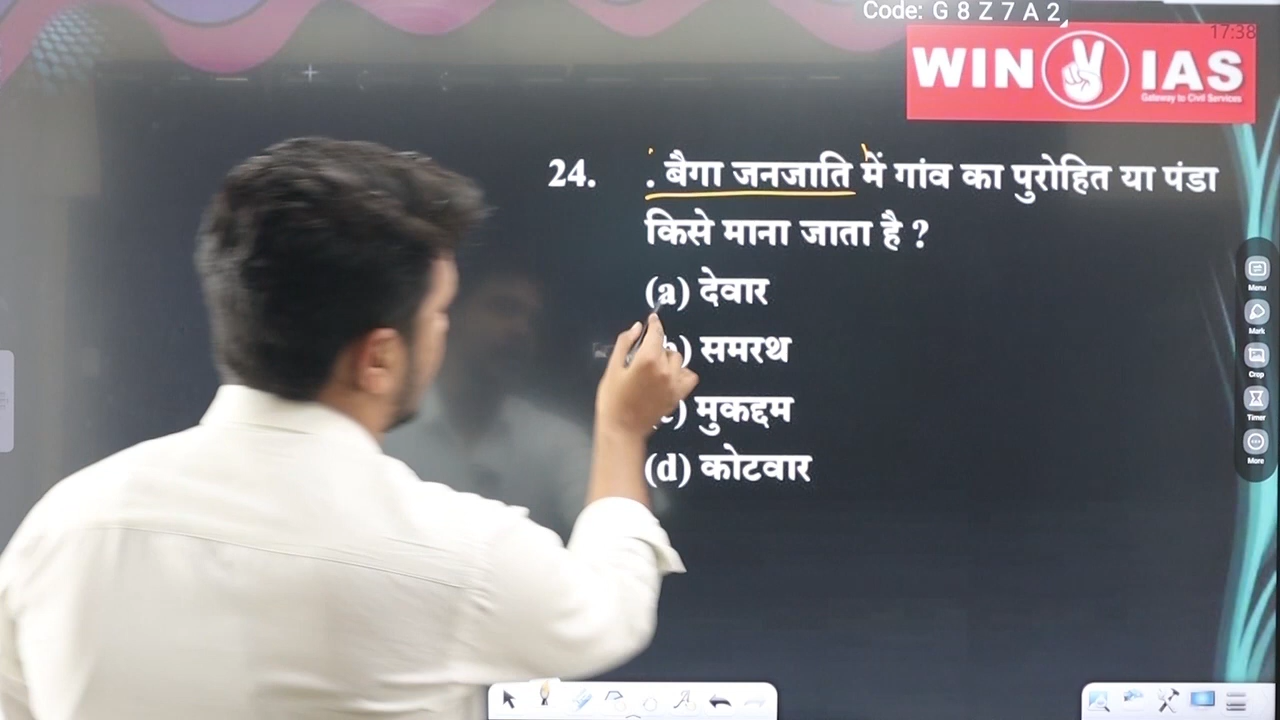 Code: G 8 Z 7 A 2
17:38
WIN IAS
Gateway to Civil Services
24. . बैगा जनजाति में गांव का पुरोहित या पंडा
किसे माना जाता है ?
(a) देवार
) समरथ
) मुकद्दम
(d) कोटवार
Menu
Mark
Crop
Timer
More